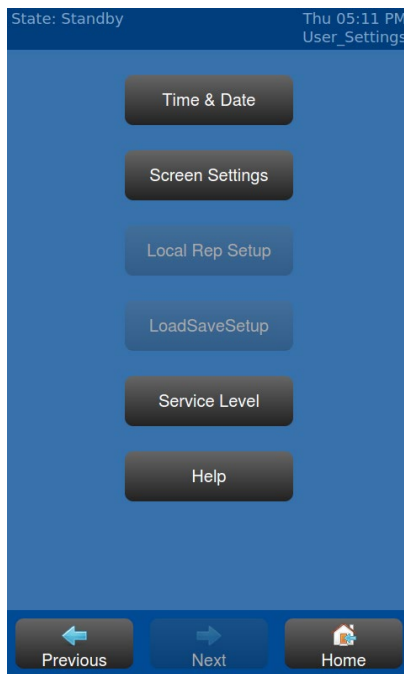 State: Standby
Thu 05:11 PM
User_Settings
Time & Date
Screen Settings
Local Rep Setup
LoadSaveSetup
Service Level
Help
Previous
Next
Home